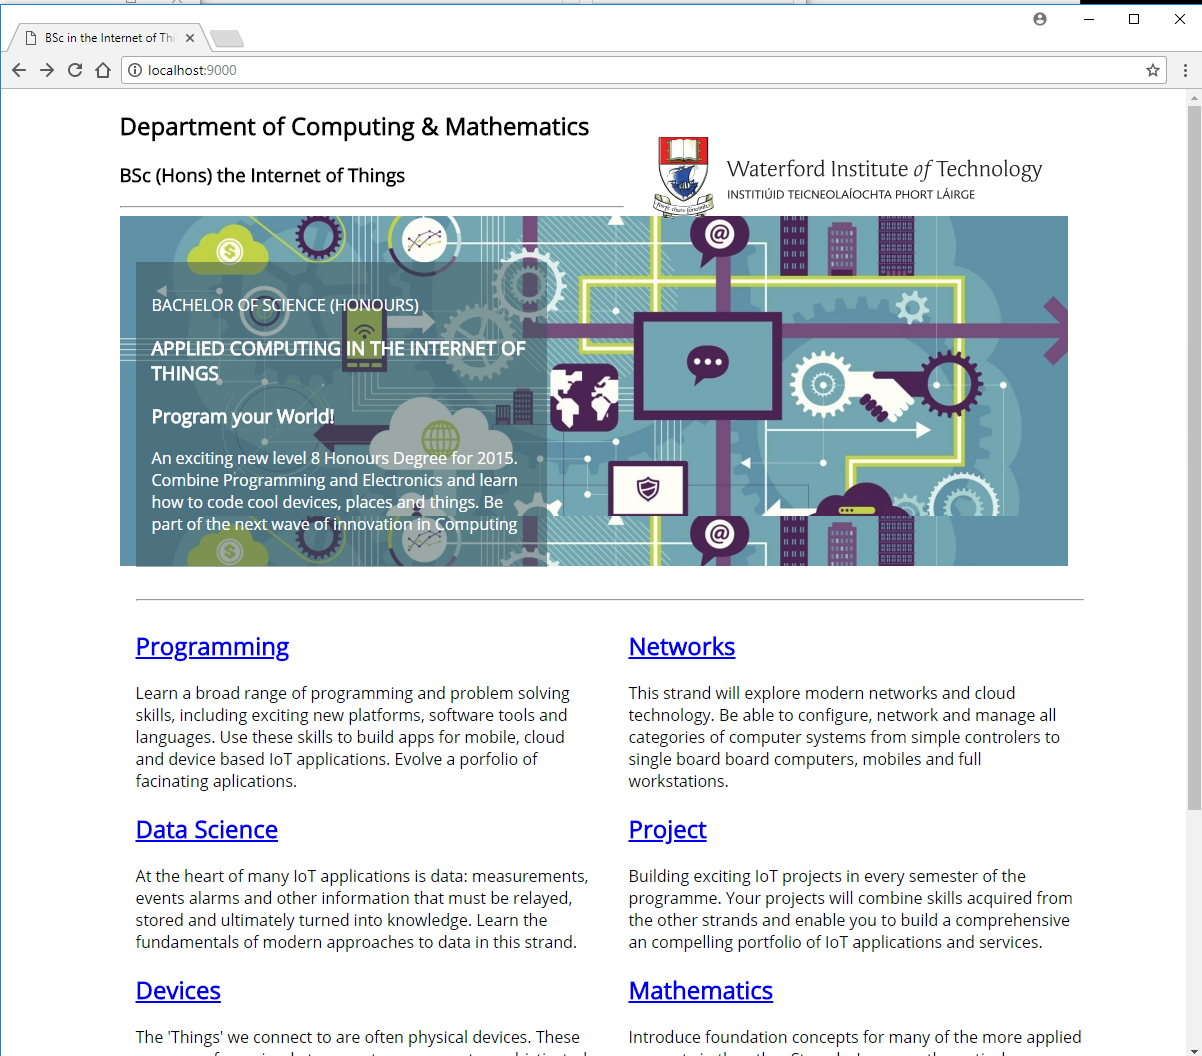 BSc in the Internet of Thi
localhost:9000
Department of Computing & Mathematics
BSc (Hons) the Internet of Things
Waterford Institute of Technology
INSTITIÚID TEICNEOLAÍOCHTA PHORT LÁIRGE
BACHELOR OF SCIENCE (HONOURS)
APPLIED COMPUTING IN THE INTERNET OF
THINGS
Program your World!
An exciting new level 8 Honours Degree for 2015.
Combine Programming and Electronics and learn
how to code cool devices, places and things. Be
part of the next wave of innovation in Computing
Programming
Learn a broad range of programming and problem solving
skills, including exciting new platforms, software tools and
languages. Use these skills to build apps for mobile, cloud
and device based IoT applications. Evolve a porfolio of
facinating aplications.
Networks
This strand will explore modern networks and cloud
technology. Be able to configure, network and manage all
categories of computer systems from simple controlers to
single board board computers, mobiles and full
workstations.
Data Science
At the heart of many IoT applications is data: measurements,
events alarms and other information that must be relayed,
stored and ultimately turned into knowledge. Learn the
fundamentals of modern approaches to data in this strand.
Project
Building exciting IoT projects in every semester of the
programme. Your projects will combine skills acquired from
the other strands and enable you to build a comprehensive
an compelling portfolio of IoT applications and services.
Devices
The 'Things' we connect to are often physical devices. These
Mathematics
Introduce foundation concepts for many of the more applied